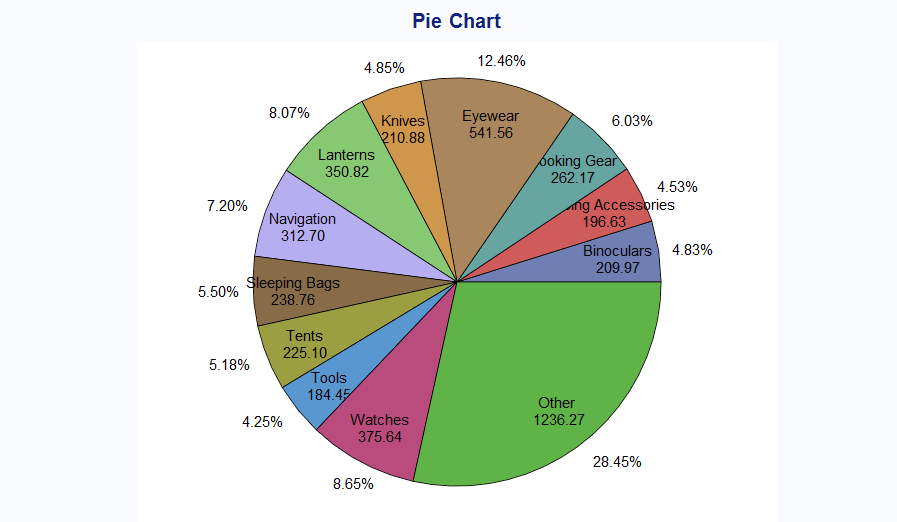 Pie Chart
12.46%
4.85%
Eyewear
541.56
8.07%
Knives
210.88
6.03%
Lanterns
350.82
ooking Gear
262.17
4.53%
7.20%
Navigation
312.70
ing Accessories
196.63
Binoculars
209.97
4.83%
5.50%
Sleeping Bags
238.76
Tents
225.10
5.18%
Tools
184.45
4.25%
Watches
375.64
Other
1236.27
28.45%
8.65%